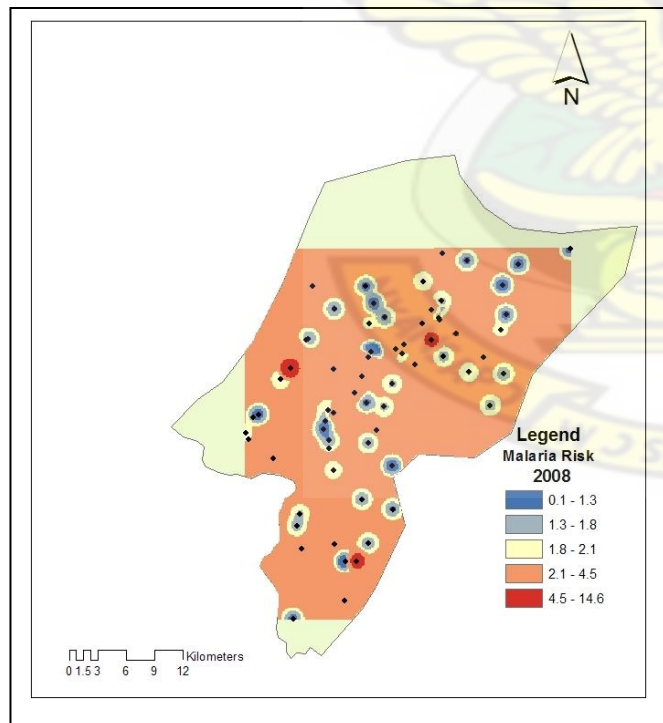 N
Legend
Malaria Risk
2008
0.1 - 1.3
1.3 - 1.8
1.8 - 2.1
2.1 - 4.5
4.5 - 14.6
Kilometers
0 1.5 3 6 9 12